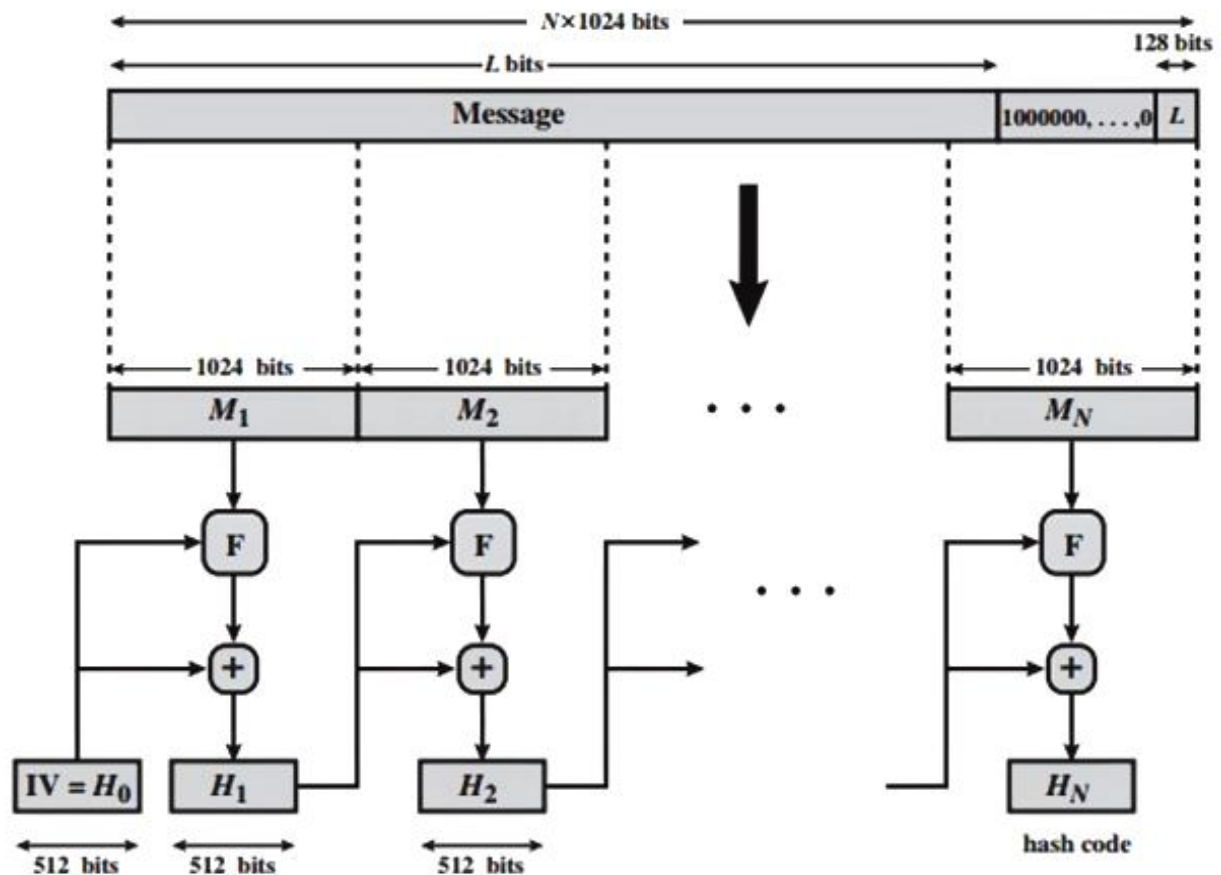 N×1024 bits
128 bits
L bits
Message 1000000, . . . ,0 L
1024 bits 1024 bits 1024 bits
M1 M2 . . . MN
F F F
. . .
+ + +
IV = H0 H1 H2 HN
hash code
512 bits 512 bits 512 bits